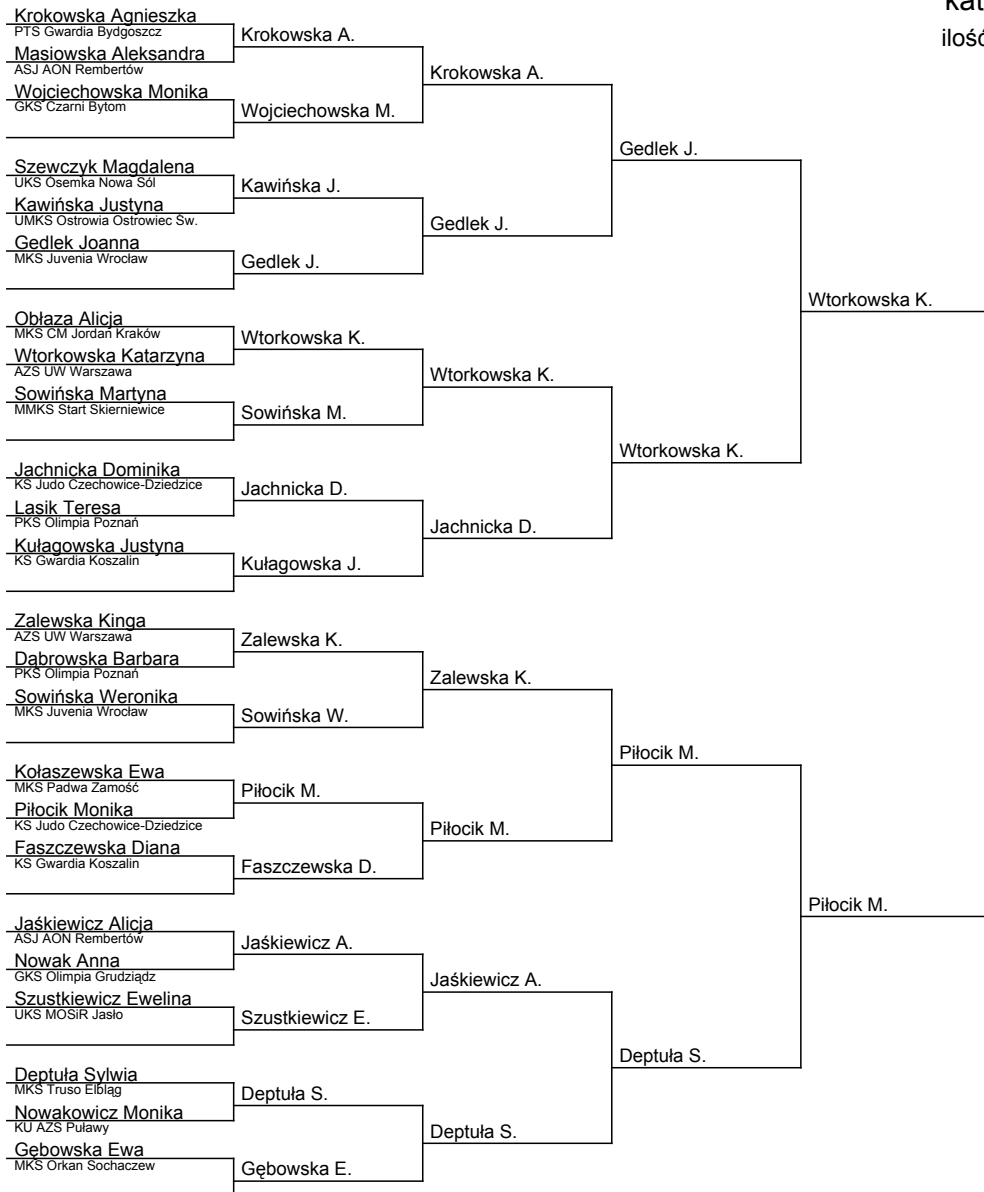 kat
ilość
Krokowska Agnieszka
PTS Gwardia Bydgoszcz
Masiowska Aleksandra
ASJ AON Rembertów
Wojciechowska Monika
GKS Czarni Bytom
Szewczyk Magdalena
UKS Ósemka Nowa Sól
Kawińska Justyna
UMKS Ostrowia Ostrowiec Św.
Gedlek Joanna
MKS Juvenia Wrocław
Obłaza Alicja
MKS CM Jordan Kraków
Wtorkowska Katarzyna
AZS UW Warszawa
Sowińska Martyna
MMKS Start Skierniewice
Jachnicka Dominika
KS Judo Czechowice-Dziedzice
Lasik Teresa
PKS Olimpia Poznań
Kułagowska Justyna
KS Gwardia Koszalin
Zalewska Kinga
AZS UW Warszawa
Dąbrowska Barbara
PKS Olimpia Poznań
Sowińska Weronika
MKS Juvenia Wrocław
Kołaszewska Ewa
MKS Padwa Zamość
Piłocik Monika
KS Judo Czechowice-Dziedzice
Faszczewska Diana
KS Gwardia Koszalin
Jaśkiewicz Alicja
ASJ AON Rembertów
Nowak Anna
GKS Olimpia Grudziądz
Szustkiewicz Ewelina
UKS MOSiR Jasło
Deptuła Sylwia
MKS Truso Elbląg
Nowakowicz Monika
KU AZS Puławy
Gębowska Ewa
MKS Orkan Sochaczew
Krokowska A.
Wojciechowska M.
Kawińska J.
Gedlek J.
Wtorkowska K.
Sowińska M.
Jachnicka D.
Kułagowska J.
Zalewska K.
Sowińska W.
Piłocik M.
Faszczewska D.
Jaśkiewicz A.
Szustkiewicz E.
Deptuła S.
Gębowska E.
Krokowska A.
Gedlek J.
Wtorkowska K.
Jachnicka D.
Zalewska K.
Piłocik M.
Jaśkiewicz A.
Deptuła S.
Gedlek J.
Wtorkowska K.
Piłocik M.
Deptuła S.
Wtorkowska K.
Piłocik M.